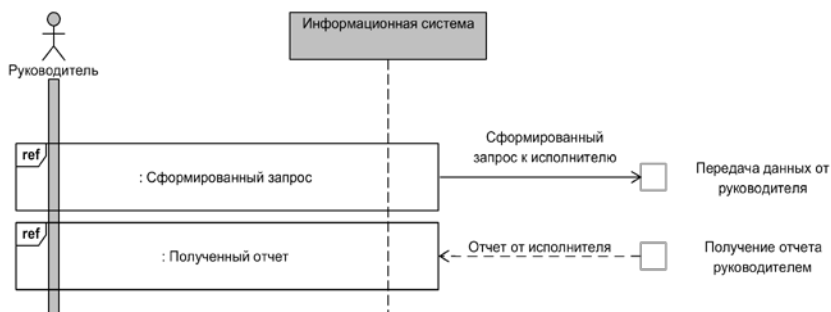 Информационная система
Руководитель
ref
: Сформированный запрос
Сформированный
запрос к исполнителю
Передача данных от
руководителя
ref
: Полученный отчет
Отчет от исполнителя
Получение отчета
руководителем